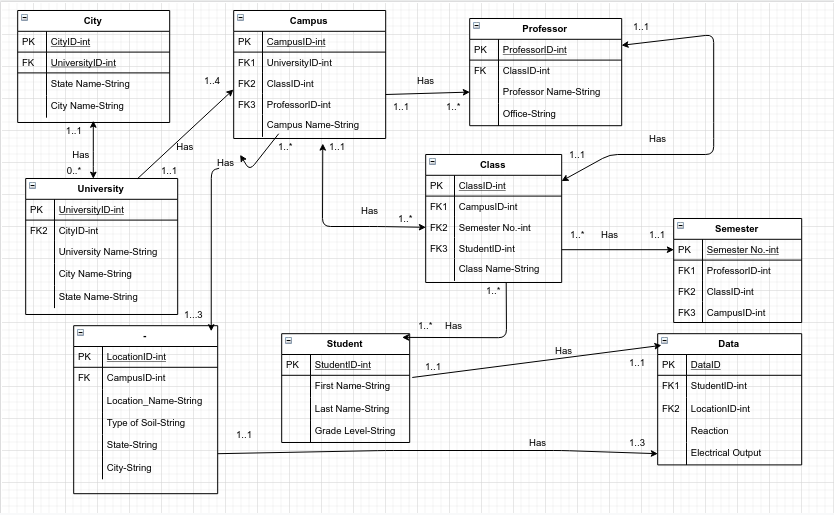 City
PK CityID-int
FK UniversityID-int
State Name-String
City Name-String
Campus
PK CampusID-int
FK1 UniversityID-int
FK2 ClassID-int
FK3 ProfessorID-int
Campus Name-String
Professor
PK ProfessorID-int
FK ClassID-int
Professor Name-String
Office-String
1..1
1..4
Has
1..1
1..*
1..1
Has
0..*
Has
1..1
Has
1..*
1..1
Has
1..1
University
PK UniversityID-int
FK2 CityID-int
University Name-String
City Name-String
State Name-String
Class
PK ClassID-int
FK1 CampusID-int
FK2 Semester No.-int
FK3 StudentID-int
Class Name-String
Has
1..*
1..* Has 1..1
Semester
PK Semester No.-int
FK1 ProfessorID-int
FK2 ClassID-int
FK3 CampusID-int
1..*
1..3
1..* Has
-
PK LocationID-int
FK CampusID-int
Location_Name-String
Type of Soil-String
State-String
City-String
Student
PK StudentID-int
First Name-String
Last Name-String
Grade Level-String
1..1
Has
1..1
Data
PK DataID
FK1 StudentID-int
FK2 LocationID-int
Reaction
Electrical Output
1..1
Has
1..3